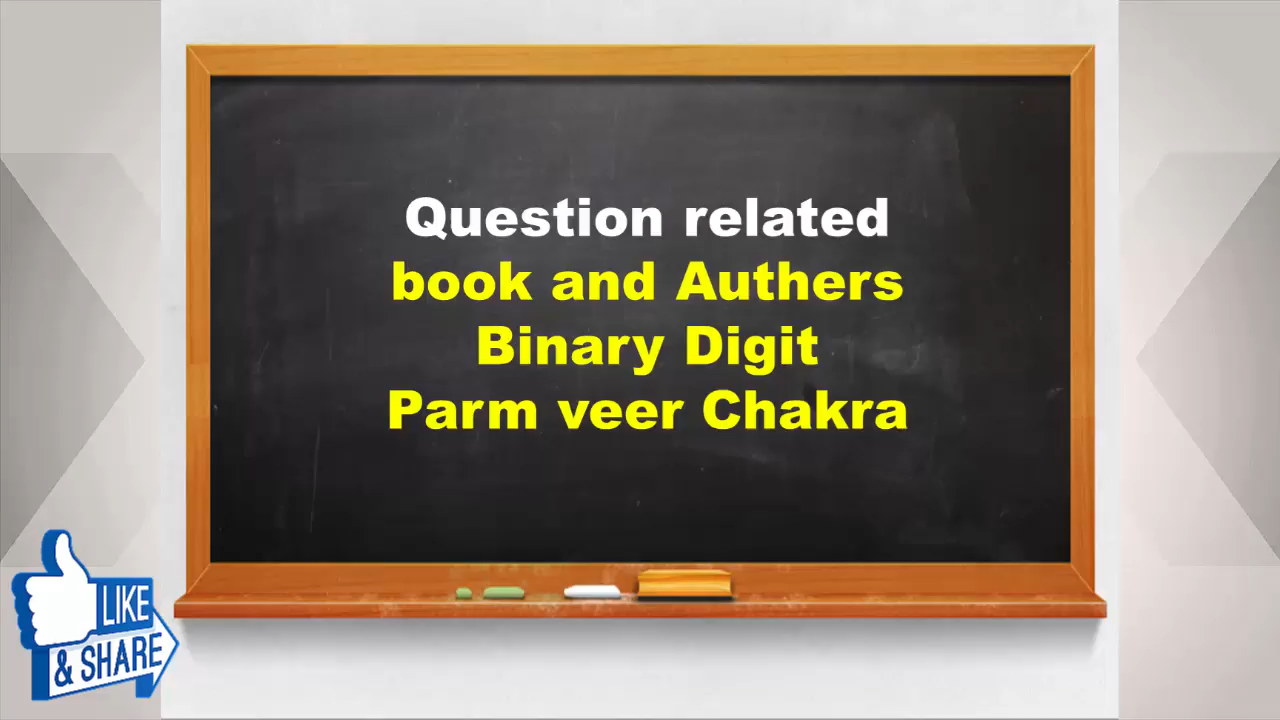 Question related
book and Authers
Binary Digit
Parm veer Chakra
LIKE
& SHARE